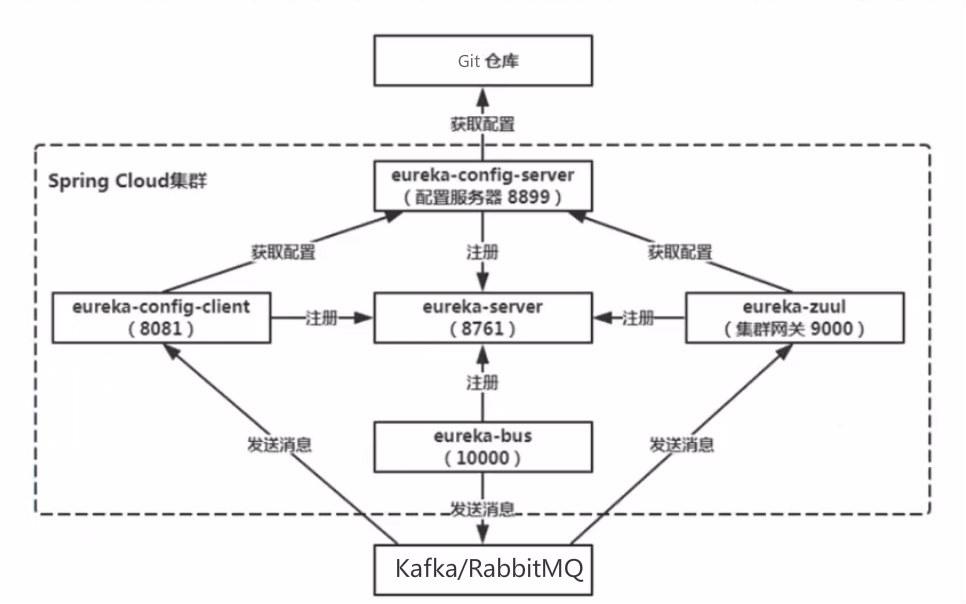 Git 仓库
获取配置
Spring Cloud集群
eureka-config-server
（配置服务器 8899）
获取配置
注册
获取配置
eureka-config-client
（8081）
注册
eureka-server
（8761）
注册
eureka-zuul
（集群网关 9000）
注册
eureka-bus
（10000）
发送消息
发送消息
发送消息
Kafka/RabbitMQ